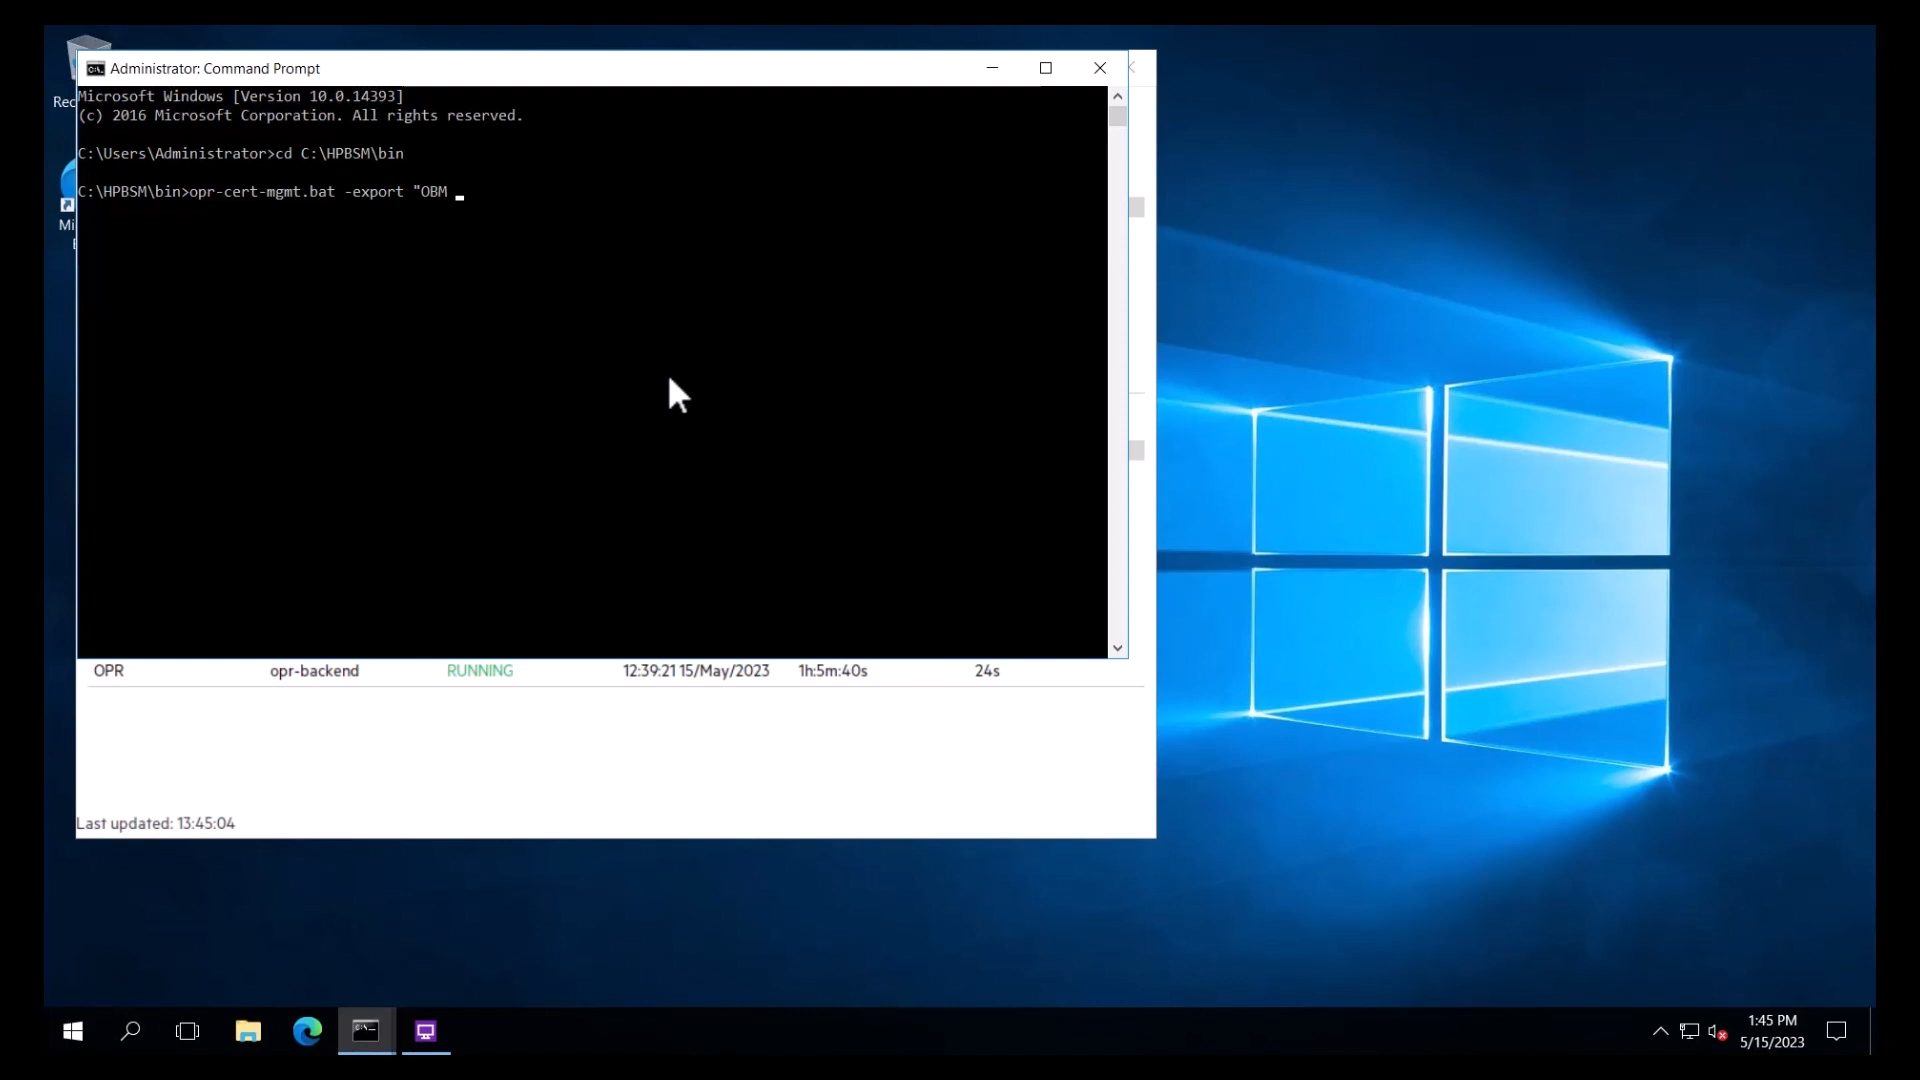 Rec
Administrator: Command Prompt
Microsoft Windows [Version 10.0.14393]
(c) 2016 Microsoft Corporation. All rights reserved.
C:\Users\Administrator>cd C:\HPBSM\bin
C:\HPBSM\bin>opr-cert-mgmt.bat -export "OBM
Mi
OPR opr-backend RUNNING 12:39:21 15/May/2023 1h:5m:40s 24s
Last updated: 13:45:04
1:45 PM
5/15/2023